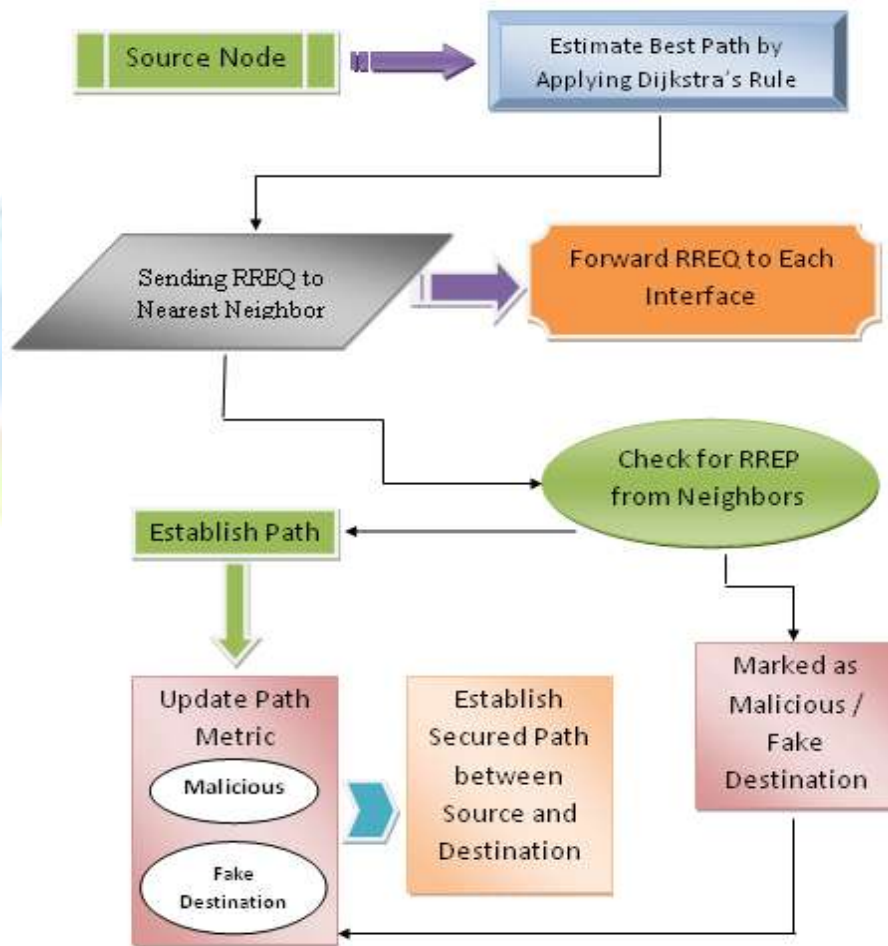 Source Node
Estimate Best Path by
Applying Dijkstra's Rule
Sending RREQ to
Nearest Neighbor
Forward RREQ to Each
Interface
Check for RREP
from Neighbors
Establish Path
Update Path
Metric
Malicious
Fake
Destination
Establish
Secured Path
between
Source and
Destination
Marked as
Malicious /
Fake
Destination